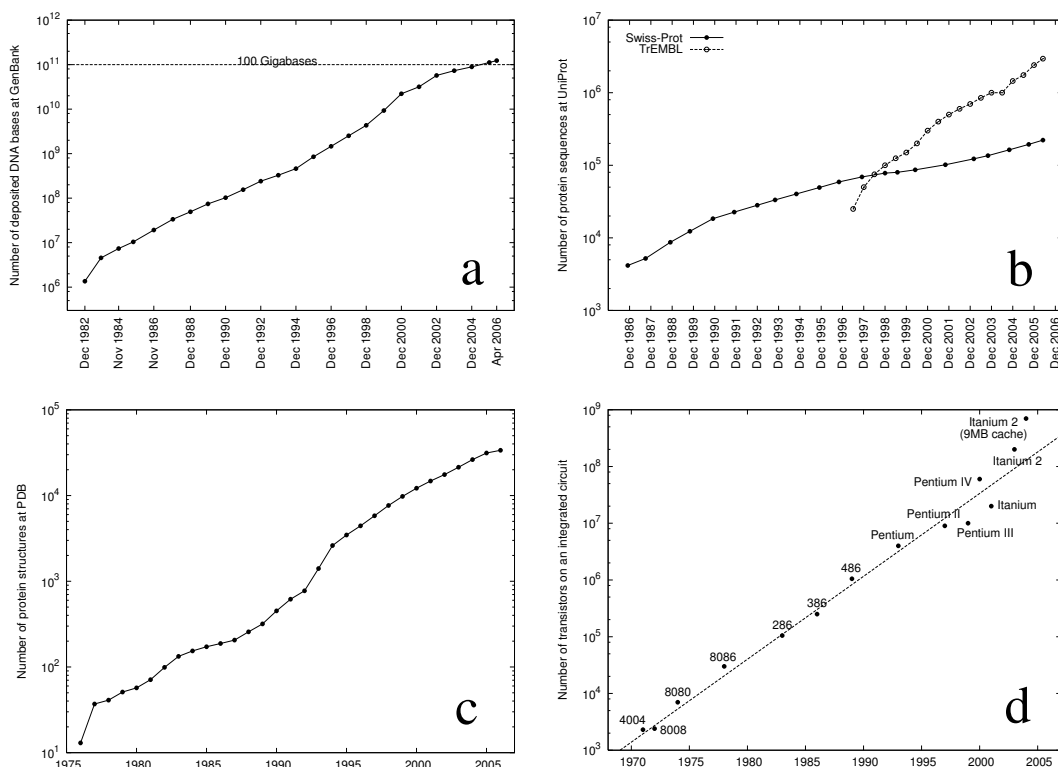 Number of deposited DNA bases at GenBank
10^12
10^11
10^10
10^9
10^8
10^7
10^6
100 Gigabases
a
Dec 1982
Dec 1984
Nov 1984
Dec 1986
Nov 1986
Dec 1988
Dec 1990
Dec 1992
Dec 1994
Dec 1996
Dec 1998
Dec 2000
Dec 2002
Dec 2004
Apr 2006
Number of protein sequences at UniProt
10^7
10^6
10^5
10^4
10^3
Swiss-Prot
TrEMBL
b
Dec 1986
Dec 1987
Dec 1989
Dec 1990
Dec 1991
Dec 1992
Dec 1993
Dec 1994
Dec 1995
Dec 1996
Dec 1997
Dec 1998
Dec 1999
Dec 2000
Dec 2001
Dec 2002
Dec 2003
Dec 2004
Dec 2005
Dec 2006
Number of protein structures at PDB
10^5
10^4
10^3
10^2
10^1
c
1975
1980
1985
1990
1995
2000
2005
Number of transistors on an integrated circuit
10^9
10^8
10^7
10^6
10^5
10^4
10^3
Itanium 2
(9MB cache)
Itanium 2
Pentium IV
Itanium
Pentium II
Pentium III
Pentium
486
386
286
8086
8080
4004
8008
d
1970
1975
1980
1985
1990
1995
2000
2005